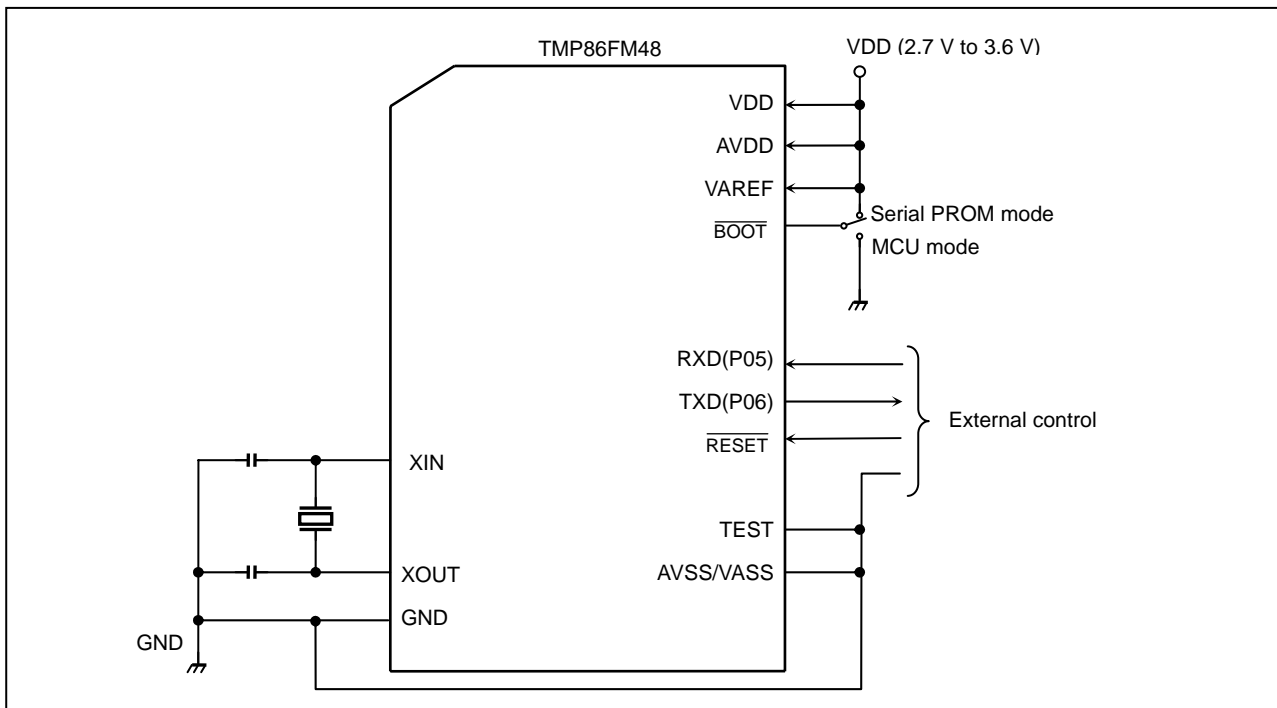 TMP86FM48
VDD (2.7 V to 3.6 V)
VDD
AVDD
VAREF
BOOT
Serial PROM mode
MCU mode
RXD(P05)
TXD(P06)
RESET
External control
XIN
TEST
XOUT
AVSS/VASS
GND
GND